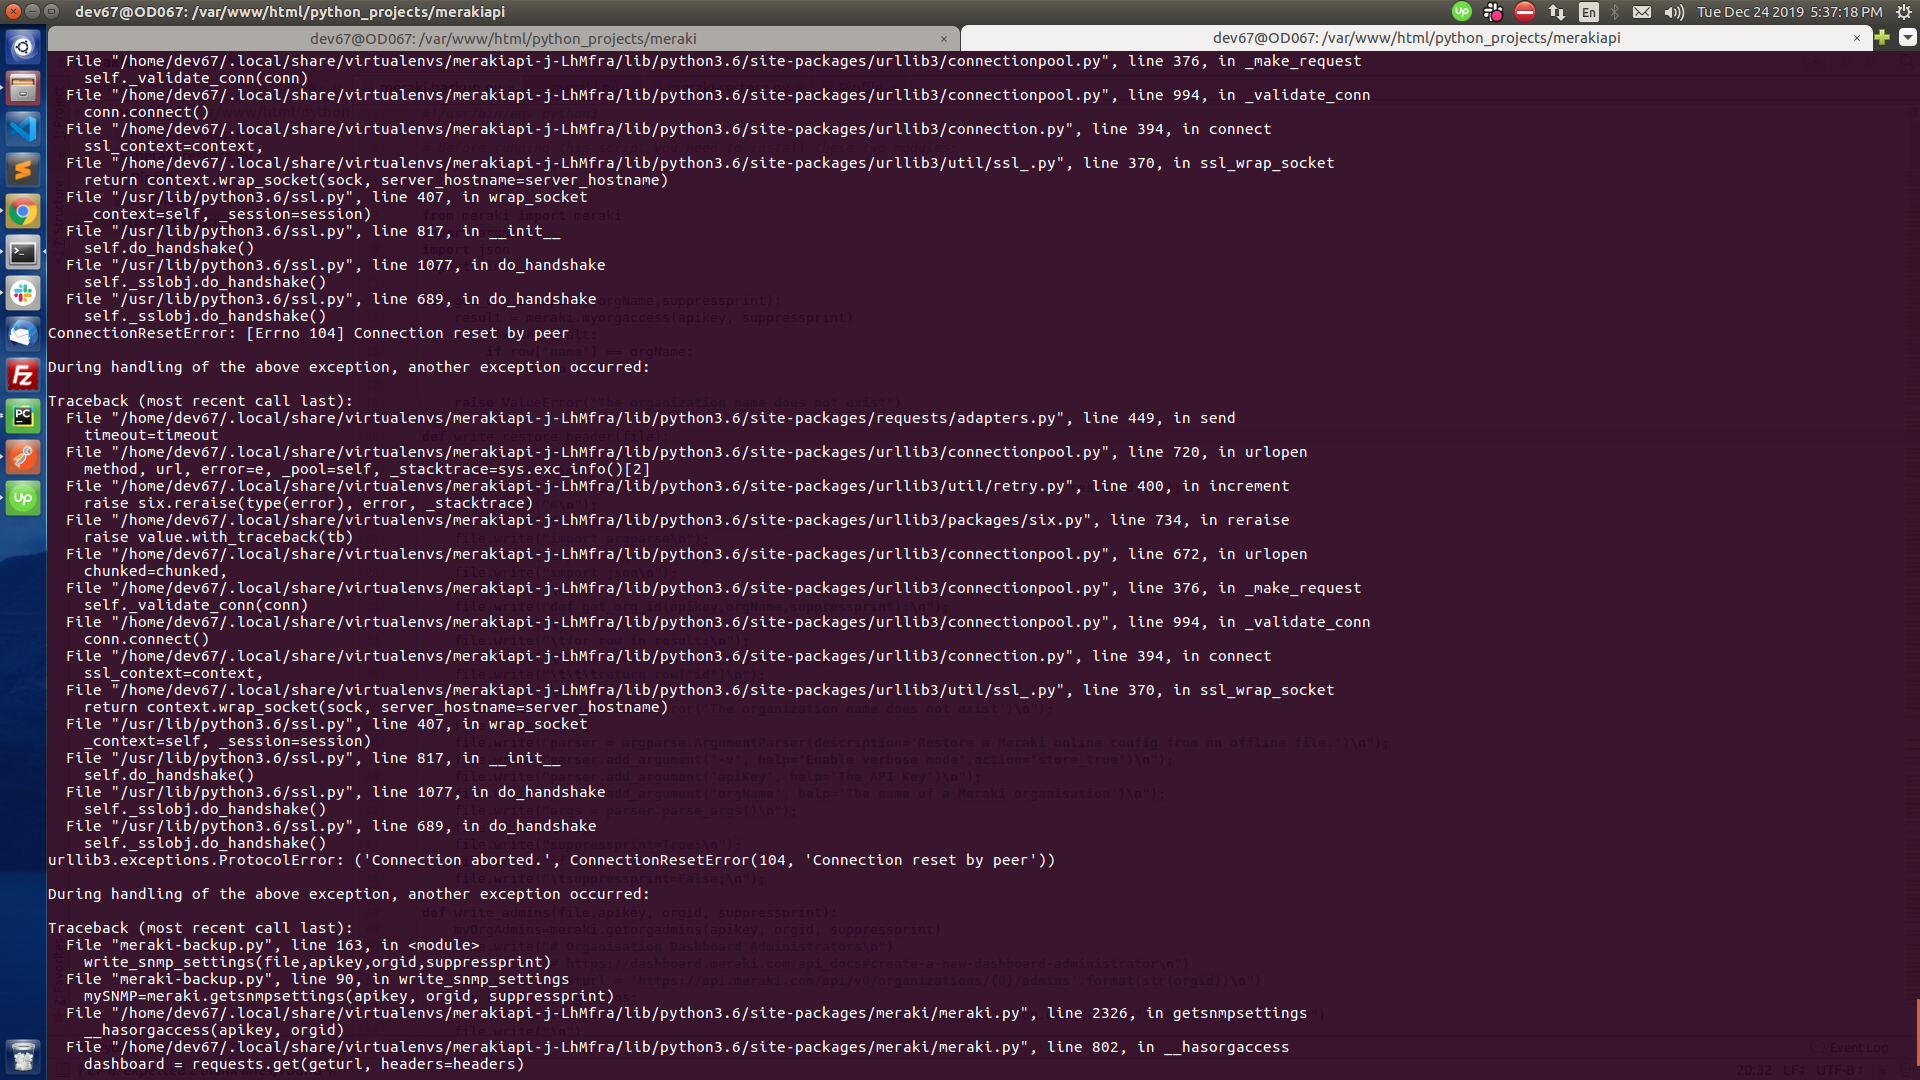 dev67@OD067: /var/www/html/python_projects/merakiapi
Up
En
Tue Dec 24 2019 5:37:18 PM
dev67@OD067: /var/www/html/python_projects/meraki ×
dev67@OD067: /var/www/html/python_projects/merakiapi ×
File "/home/dev67/.local/share/virtualenvs/merakiapi-j-LhMfra/lib/python3.6/site-packages/urllib3/connectionpool.py", line 376, in _make_request
self._validate_conn(conn)
File "/home/dev67/.local/share/virtualenvs/merakiapi-j-LhMfra/lib/python3.6/site-packages/urllib3/connectionpool.py", line 994, in _validate_conn
conn.connect()
File "/home/dev67/.local/share/virtualenvs/merakiapi-j-LhMfra/lib/python3.6/site-packages/urllib3/connection.py", line 394, in connect
ssl_context=context,
File "/home/dev67/.local/share/virtualenvs/merakiapi-j-LhMfra/lib/python3.6/site-packages/urllib3/util/ssl_.py", line 370, in ssl_wrap_socket
return context.wrap_socket(sock, server_hostname=server_hostname)
File "/usr/lib/python3.6/ssl.py", line 407, in wrap_socket
_context=self, _session=session)
File "/usr/lib/python3.6/ssl.py", line 817, in __init__
self.do_handshake()
File "/usr/lib/python3.6/ssl.py", line 1077, in do_handshake
self._sslobj.do_handshake()
File "/usr/lib/python3.6/ssl.py", line 689, in do_handshake
self._sslobj.do_handshake()
ConnectionResetError: [Errno 104] Connection reset by peer
During handling of the above exception, another exception occurred:
Traceback (most recent call last):
File "/home/dev67/.local/share/virtualenvs/merakiapi-j-LhMfra/lib/python3.6/site-packages/requests/adapters.py", line 449, in send
timeout=timeout
File "/home/dev67/.local/share/virtualenvs/merakiapi-j-LhMfra/lib/python3.6/site-packages/urllib3/connectionpool.py", line 720, in urlopen
method, url, error=e, _pool=self, _stacktrace=sys.exc_info()[2]
File "/home/dev67/.local/share/virtualenvs/merakiapi-j-LhMfra/lib/python3.6/site-packages/urllib3/util/retry.py", line 400, in increment
raise six.reraise(type(error), error, _stacktrace)
File "/home/dev67/.local/share/virtualenvs/merakiapi-j-LhMfra/lib/python3.6/site-packages/urllib3/packages/six.py", line 734, in reraise
raise value.with_traceback(tb)
File "/home/dev67/.local/share/virtualenvs/merakiapi-j-LhMfra/lib/python3.6/site-packages/urllib3/connectionpool.py", line 672, in urlopen
chunked=chunked,
File "/home/dev67/.local/share/virtualenvs/merakiapi-j-LhMfra/lib/python3.6/site-packages/urllib3/connectionpool.py", line 376, in _make_request
self._validate_conn(conn)
File "/home/dev67/.local/share/virtualenvs/merakiapi-j-LhMfra/lib/python3.6/site-packages/urllib3/connectionpool.py", line 994, in _validate_conn
conn.connect()
File "/home/dev67/.local/share/virtualenvs/merakiapi-j-LhMfra/lib/python3.6/site-packages/urllib3/connection.py", line 394, in connect
ssl_context=context,
File "/home/dev67/.local/share/virtualenvs/merakiapi-j-LhMfra/lib/python3.6/site-packages/urllib3/util/ssl_.py", line 370, in ssl_wrap_socket
return context.wrap_socket(sock, server_hostname=server_hostname)
File "/usr/lib/python3.6/ssl.py", line 407, in wrap_socket
_context=self, _session=session)
File "/usr/lib/python3.6/ssl.py", line 817, in __init__
self.do_handshake()
File "/usr/lib/python3.6/ssl.py", line 1077, in do_handshake
self._sslobj.do_handshake()
File "/usr/lib/python3.6/ssl.py", line 689, in do_handshake
self._sslobj.do_handshake()
urllib3.exceptions.ProtocolError: ('Connection aborted.', ConnectionResetError(104, 'Connection reset by peer'))
During handling of the above exception, another exception occurred:
Traceback (most recent call last):
File "meraki-backup.py", line 163, in <module>
write_snmp_settings(file,apikey,orgid,suppressprint)
File "meraki-backup.py", line 90, in write_snmp_settings
mySNMP=meraki.getsnmpsettings(apikey, orgid, suppressprint)
File "/home/dev67/.local/share/virtualenvs/merakiapi-j-LhMfra/lib/python3.6/site-packages/meraki/meraki.py", line 2326, in getsnmpsettings
__hasorgaccess(apikey, orgid)
File "/home/dev67/.local/share/virtualenvs/merakiapi-j-LhMfra/lib/python3.6/site-packages/meraki/meraki.py", line 802, in __hasorgaccess
dashboard = requests.get(geturl, headers=headers)